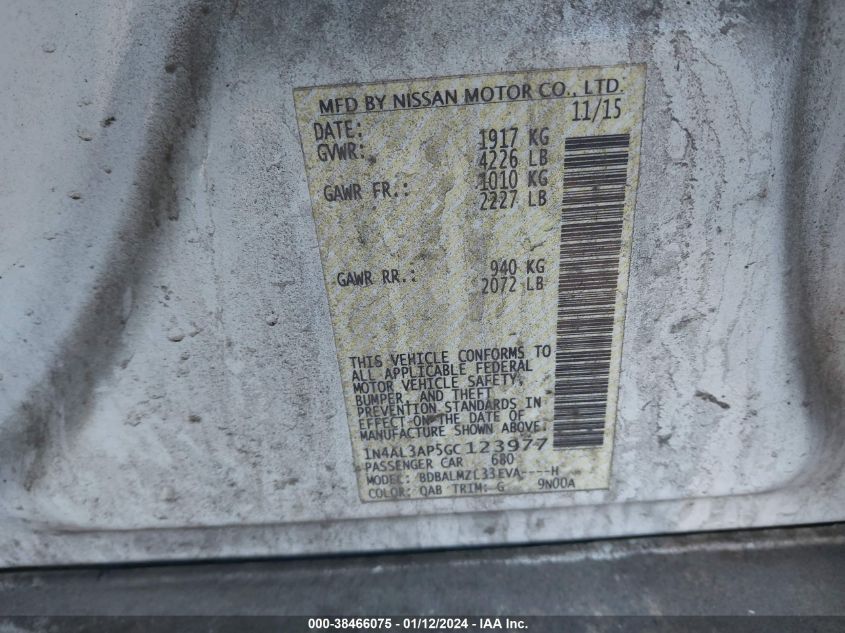 MFD BY NISSAN MOTOR CO., LTD.
DATE: 11/15
GVWR: 1917 KG
4226 LB
GAWR FR.: 1010 KG
2227 LB
GAWR RR.: 940 KG
2072 LB
THIS VEHICLE CONFORMS TO
ALL APPLICABLE FEDERAL
MOTOR VEHICLE SAFETY,
BUMPER, AND THEFT
PREVENTION STANDARDS IN
EFFECT ON THE DATE OF
MANUFACTURE SHOWN ABOVE.
1N4AL3AP5GC123977
PASSENGER CAR 680
MODEL: BDBALMZL33EVA----H
COLOR: QAB TRIM: G 9N00A
000-38466075 - 01/12/2024 - IAA Inc.